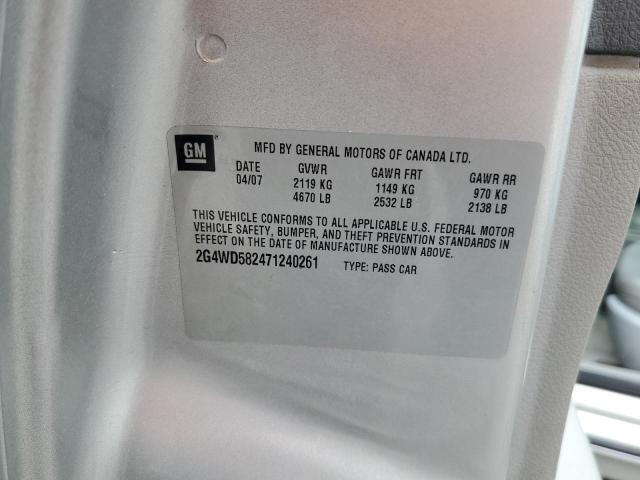 GM
MFD BY GENERAL MOTORS OF CANADA LTD.
DATE GVWR GAWR FRT GAWR RR
04/07 2119 KG 1149 KG 970 KG
4670 LB 2532 LB 2138 LB
THIS VEHICLE CONFORMS TO ALL APPLICABLE U.S. FEDERAL MOTOR
VEHICLE SAFETY, BUMPER, AND THEFT PREVENTION STANDARDS IN
EFFECT ON THE DATE OF MANUFACTURE SHOWN ABOVE.
2G4WD582471240261 TYPE: PASS CAR